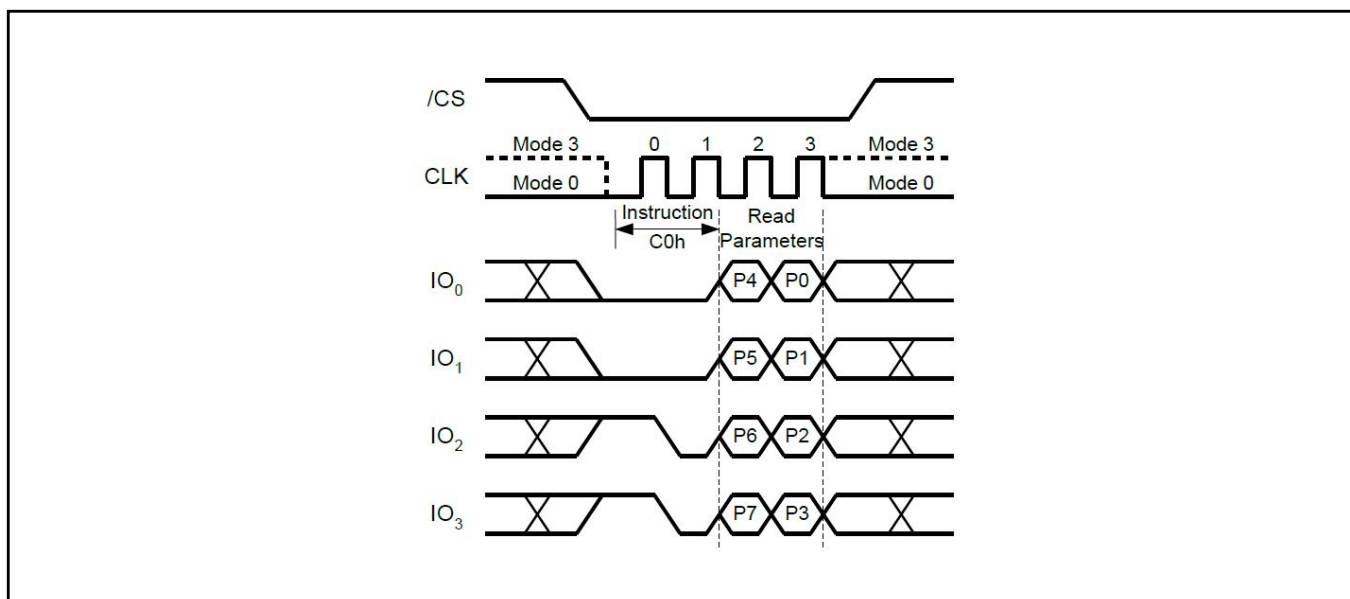 /CS
Mode 3 0 1 2 3 Mode 3
CLK
Mode 0 Mode 0
Instruction Read
C0h Parameters
IO0 P4 P0
IO1 P5 P1
IO2 P6 P2
IO3 P7 P3